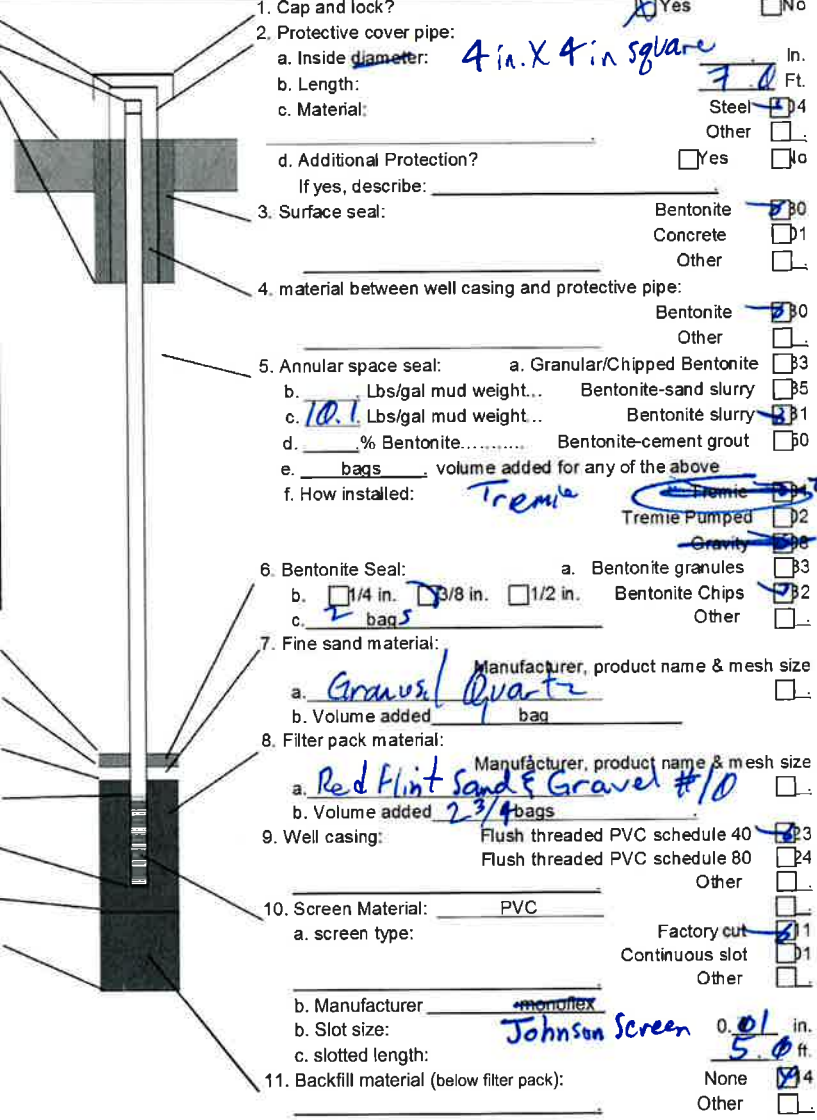 1. Cap and lock? Yes No
2. Protective cover pipe:
a. Inside diameter: 4 in. X 4 in square In.
b. Length: 7.0 Ft.
c. Material: Steel 04
Other
d. Additional Protection? Yes No
If yes, describe:
3. Surface seal: Bentonite 30
Concrete 01
Other
4. material between well casing and protective pipe:
Bentonite 30
Other
5. Annular space seal: a. Granular/Chipped Bentonite 33
b. Lbs/gal mud weight... Bentonite-sand slurry 35
c. 10.1 Lbs/gal mud weight... Bentonite slurry 31
d. .% Bentonite........... Bentonite-cement grout 50
e. bags . volume added for any of the above
f. How installed: Tremie Tremie
Tremie Pumped 02
Gravity 08
6. Bentonite Seal: a. Bentonite granules 33
b. 1/4 in. 3/8 in. 1/2 in. Bentonite Chips 32
c. 2 bags Other
7. Fine sand material:
Manufacturer, product name & mesh size
a. Quartz
b. Volume added 1 bag
8. Filter pack material:
Manufacturer, product name & mesh size
a. Red Flint Sand & Gravel #10
b. Volume added 2 3/4 bags
9. Well casing: Flush threaded PVC schedule 40 23
Flush threaded PVC schedule 80 24
Other
10. Screen Material: PVC
a. screen type: Factory cut 11
Continuous slot 01
Other
b. Manufacturer monoflex
b. Slot size: Johnson Screen 0.01 in.
c. slotted length: 5.0 ft.
11. Backfill material (below filter pack): None 14
Other